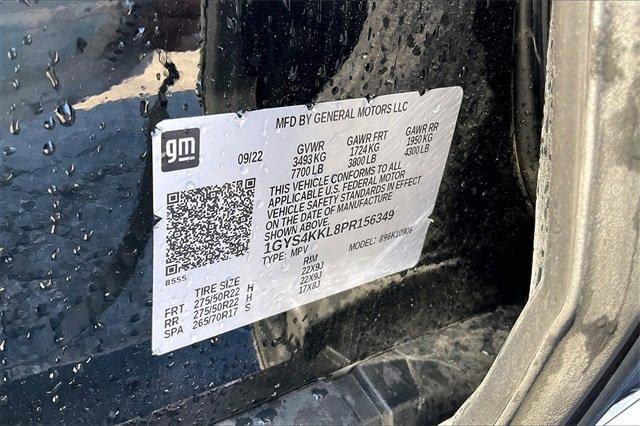 MFD BY GENERAL MOTORS LLC
gm
09/22
GVWR GAWR FRT GAWR RR
3493 KG 1724 KG 1950 KG
7700 LB 3800 LB 4300 LB
THIS VEHICLE CONFORMS TO ALL
APPLICABLE U.S. FEDERAL MOTOR
VEHICLE SAFETY STANDARDS IN EFFECT
ON THE DATE OF MANUFACTURE
SHOWN ABOVE.
1GYS4KKL8PR156349
TYPE: MPV MODEL:
8555
TIRE SIZE RIM
FRT 275/50R22 H 22X9J
RR 275/50R22 H 22X9J
SPA 265/70R17 S 17X8J